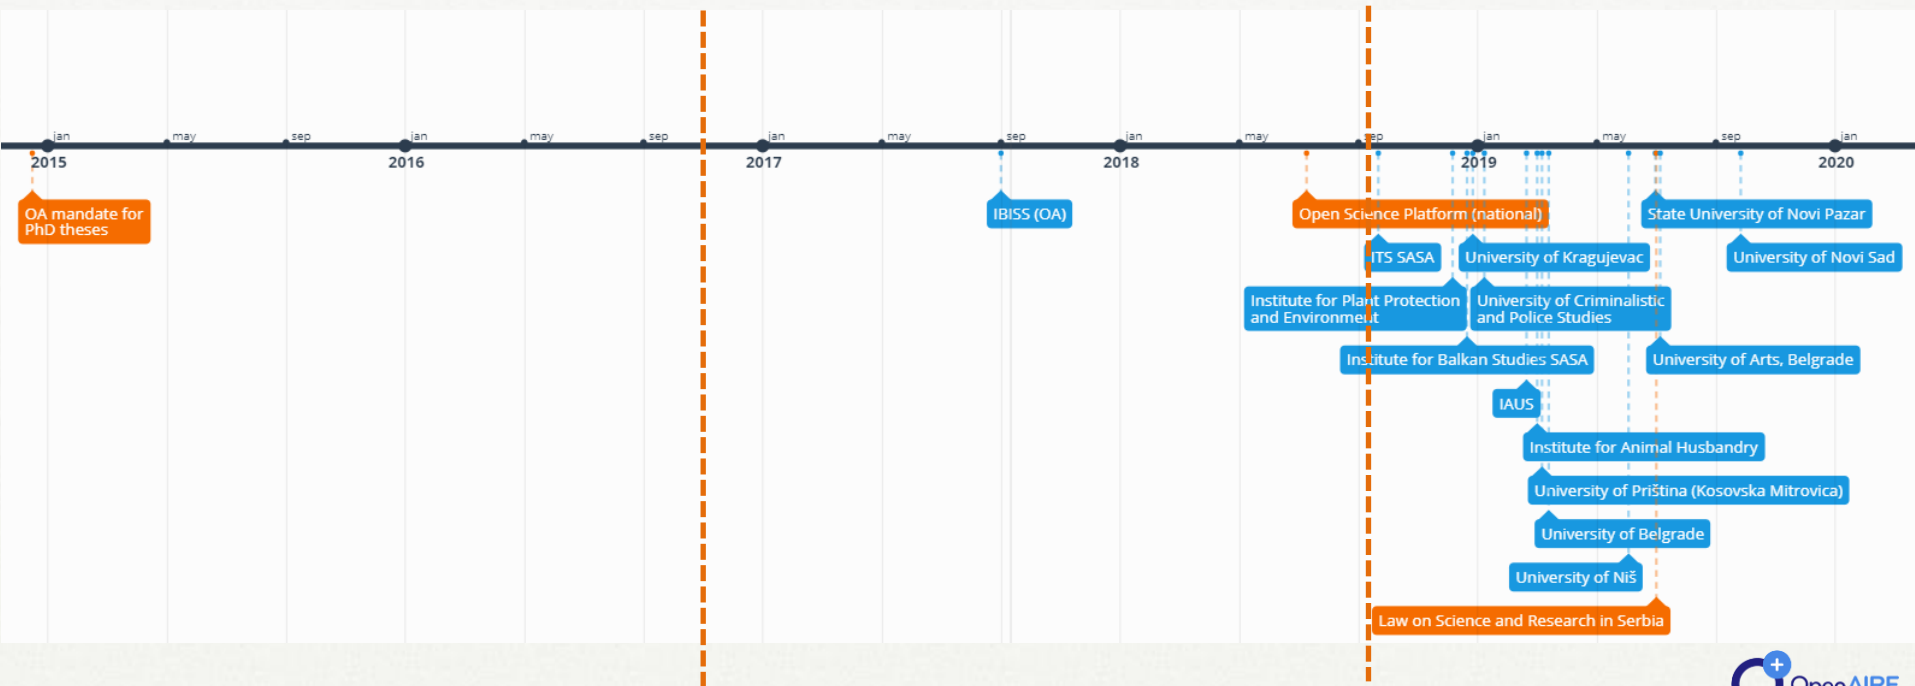 jan may sep jan may sep jan may sep jan may sep jan may sep jan
2015 2016 2017 2018 2019 2020
OA mandate for
PhD theses
IBISS (OA)
Open Science Platform (national)
State University of Novi Pazar
ITS SASA
University of Kragujevac
University of Novi Sad
Institute for Plant Protection
and Environment
University of Criminalistic
and Police Studies
Institute for Balkan Studies SASA
University of Arts, Belgrade
IAUS
Institute for Animal Husbandry
University of Priština (Kosovska Mitrovica)
University of Belgrade
University of Niš
Law on Science and Research in Serbia
OpenAIRE